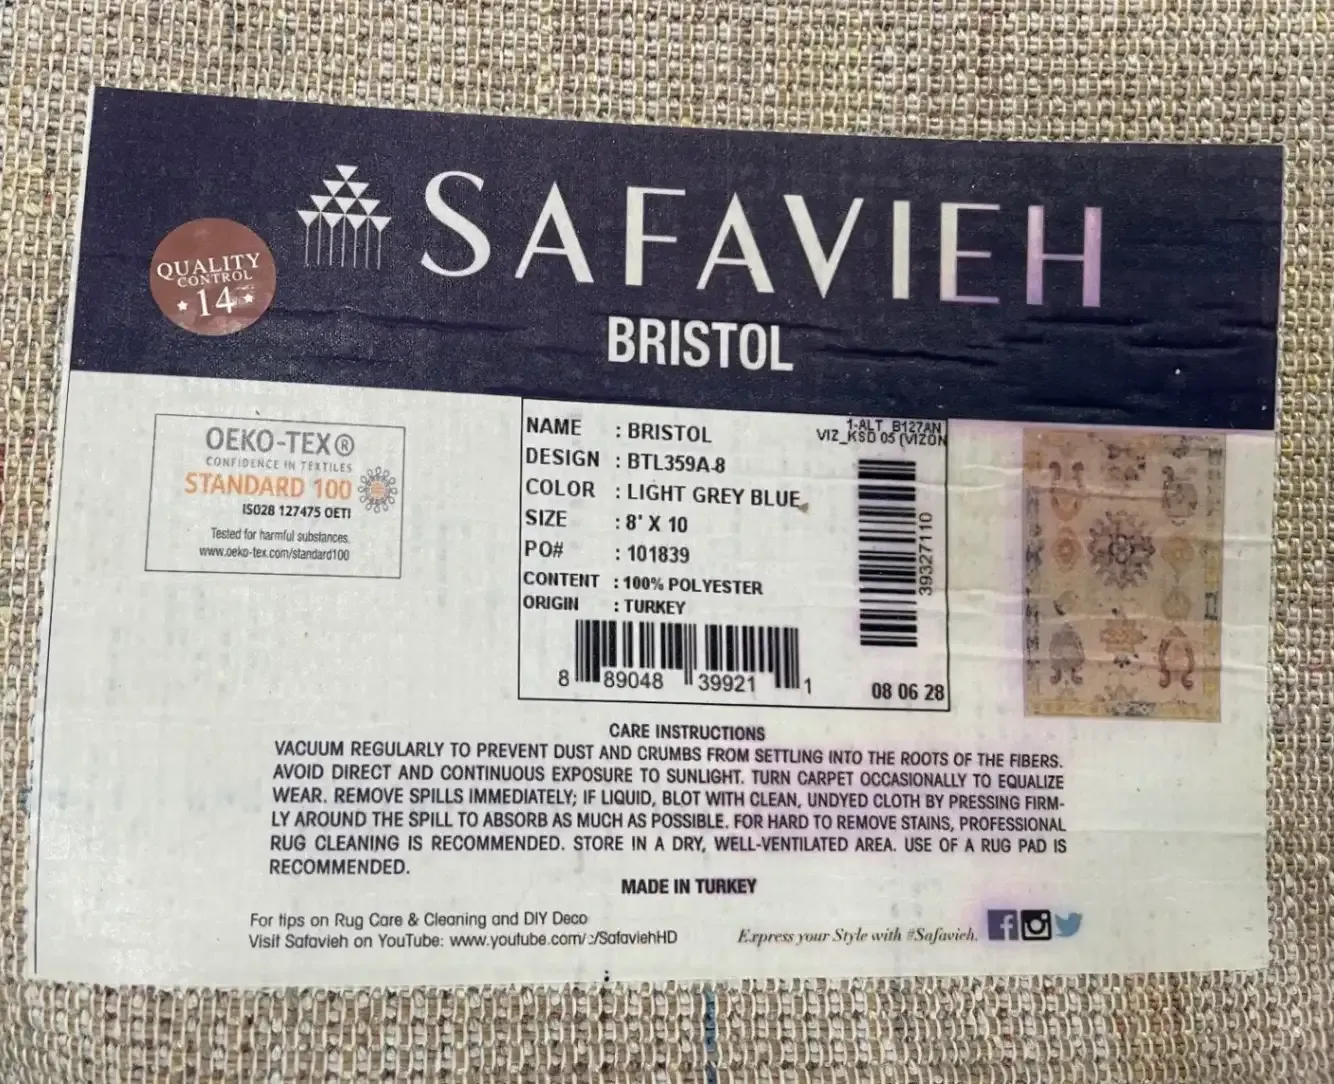 SAFAVIEH
BRISTOL
QUALITY
CONTROL
14
OEKO-TEX®
CONFIDENCE IN TEXTILES
STANDARD 100
IS028 127475 OETI
Tested for harmful substances.
www.oeko-tex.com/standard100
NAME : BRISTOL
DESIGN : BTL359A-8
COLOR : LIGHT GREY BLUE
SIZE : 8' X 10
PO# : 101839
CONTENT : 100% POLYESTER
ORIGIN : TURKEY
1-ALT_B127AN
VIZ_KSD 05 (VIZON
39327110
8 89048 39921 1
08 06 28
CARE INSTRUCTIONS
VACUUM REGULARLY TO PREVENT DUST AND CRUMBS FROM SETTLING INTO THE ROOTS OF THE FIBERS.
AVOID DIRECT AND CONTINUOUS EXPOSURE TO SUNLIGHT. TURN CARPET OCCASIONALLY TO EQUALIZE
WEAR. REMOVE SPILLS IMMEDIATELY; IF LIQUID, BLOT WITH CLEAN, UNDYED CLOTH BY PRESSING FIRM-
LY AROUND THE SPILL TO ABSORB AS MUCH AS POSSIBLE. FOR HARD TO REMOVE STAINS, PROFESSIONAL
RUG CLEANING IS RECOMMENDED. STORE IN A DRY, WELL-VENTILATED AREA. USE OF A RUG PAD IS
RECOMMENDED.
MADE IN TURKEY
For tips on Rug Care & Cleaning and DIY Deco
Visit Safavieh on YouTube: www.youtube.com/ :/SafaviehHD
Express your Style with #Safavieh.